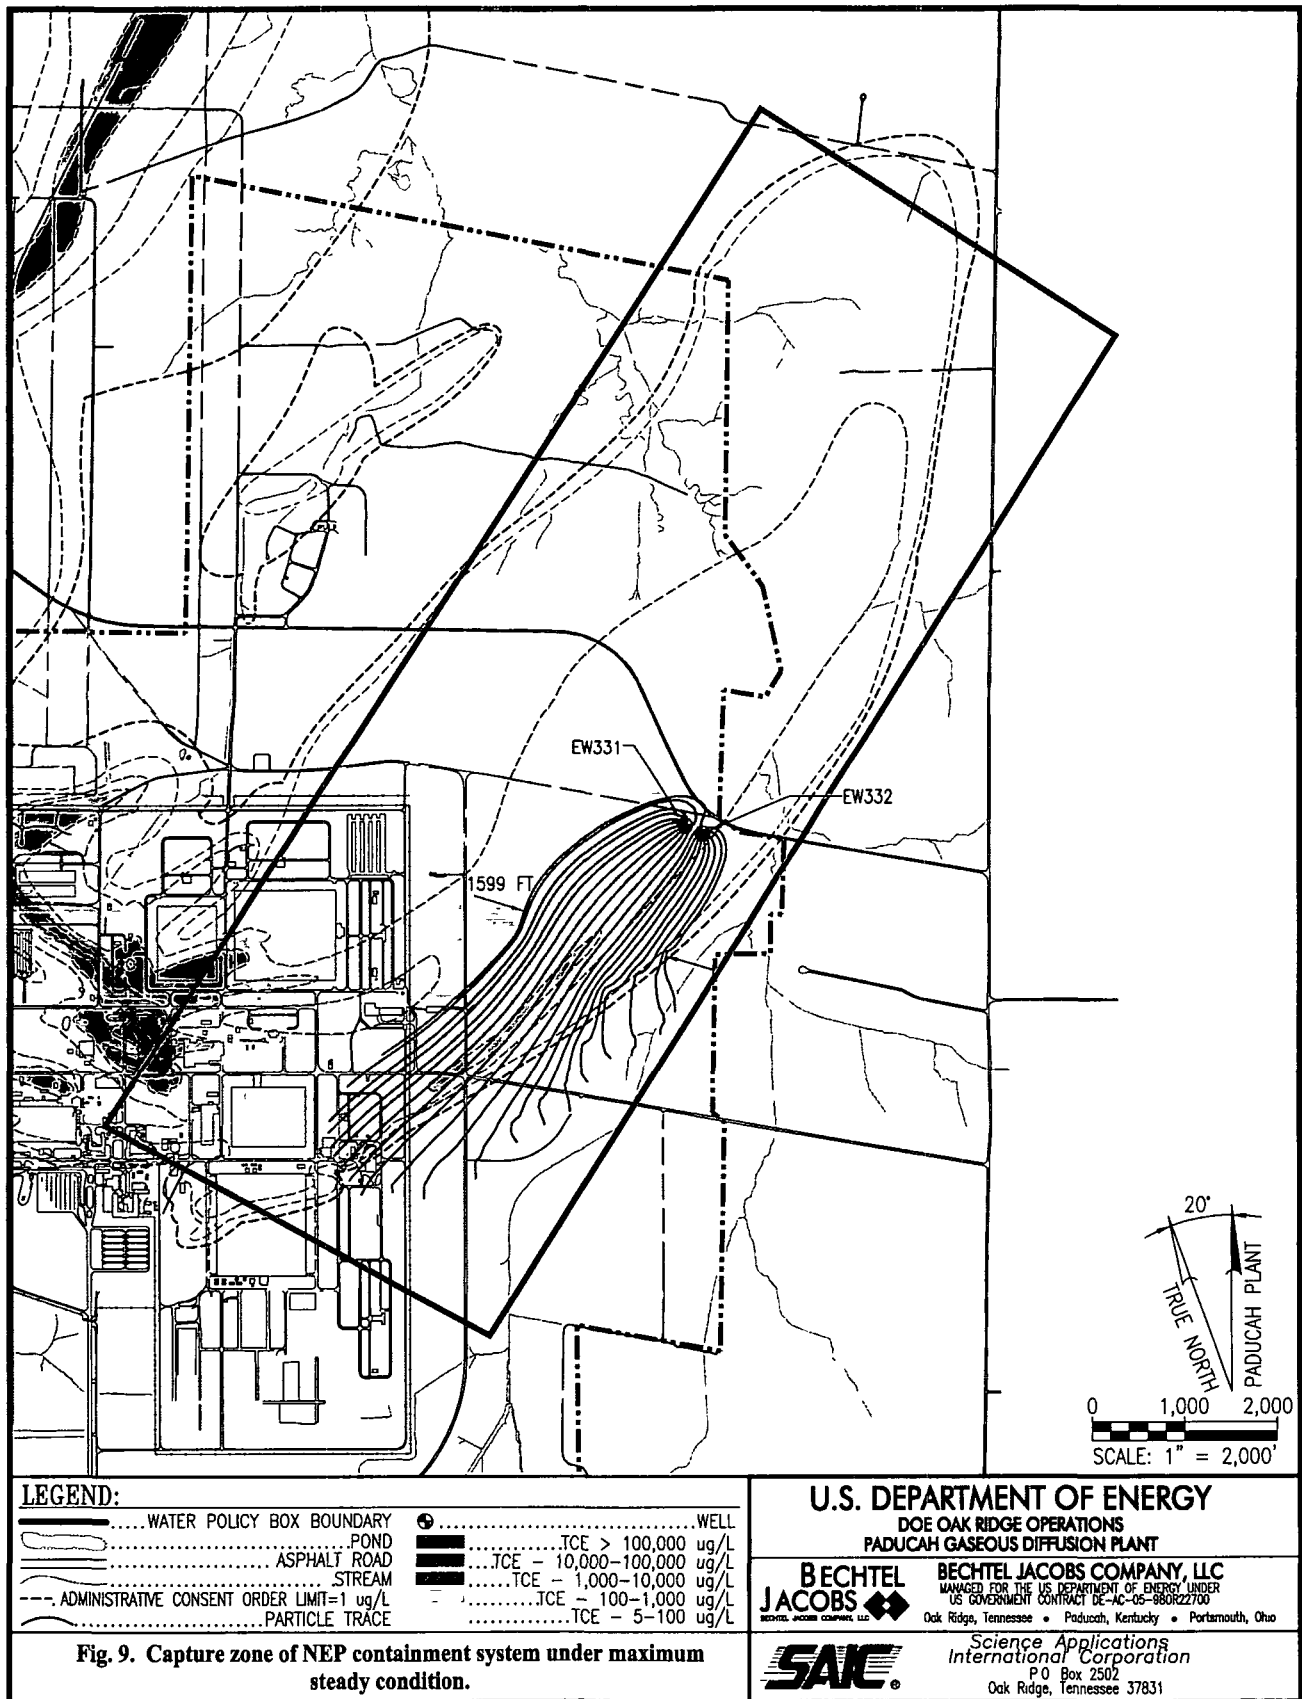 EW331
EW332
1599 FT
20°
TRUE NORTH
PADUCAH PLANT
0 1,000 2,000
SCALE: 1" = 2,000'
LEGEND:
WATER POLICY BOX BOUNDARY
POND
ASPHALT ROAD
STREAM
ADMINISTRATIVE CONSENT ORDER LIMIT=1 ug/L
PARTICLE TRACE
WELL
TCE > 100,000 ug/L
TCE - 10,000-100,000 ug/L
TCE - 1,000-10,000 ug/L
TCE - 100-1,000 ug/L
TCE - 5-100 ug/L
Fig. 9. Capture zone of NEP containment system under maximum
steady condition.
U.S. DEPARTMENT OF ENERGY
DOE OAK RIDGE OPERATIONS
PADUCAH GASEOUS DIFFUSION PLANT
BECHTEL
JACOBS
BECHTEL JACOBS COMPANY, LLC
BECHTEL JACOBS COMPANY, LLC
MANAGED FOR THE US DEPARTMENT OF ENERGY UNDER
US GOVERNMENT CONTRACT DE-AC-05-98OR22700
Oak Ridge, Tennessee • Paducah, Kentucky • Portsmouth, Ohio
SAIC®
Science Applications
International Corporation
P O Box 2502
Oak Ridge, Tennessee 37831